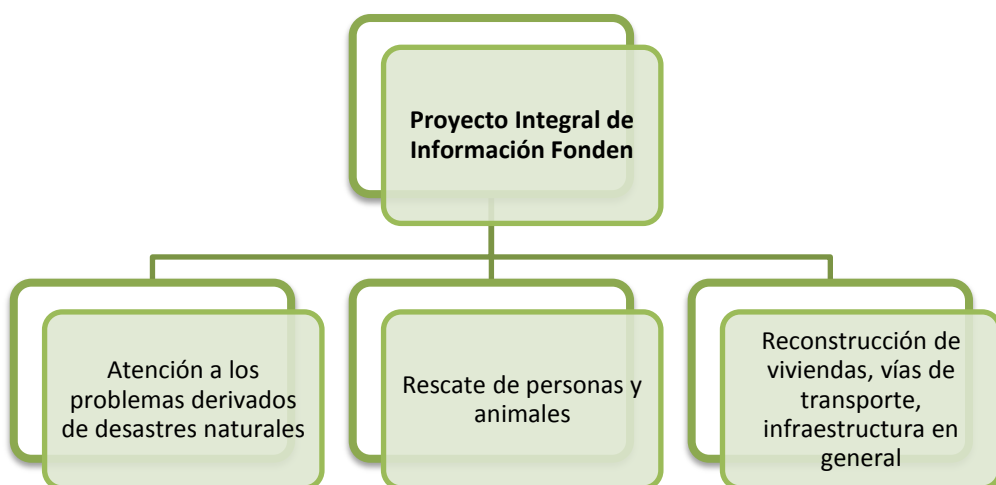 Proyecto Integral de
Información Fonden
Atención a los
problemas derivados
de desastres naturales
Rescate de personas y
animales
Reconstrucción de
viviendas, vías de
transporte,
infraestructura en
general